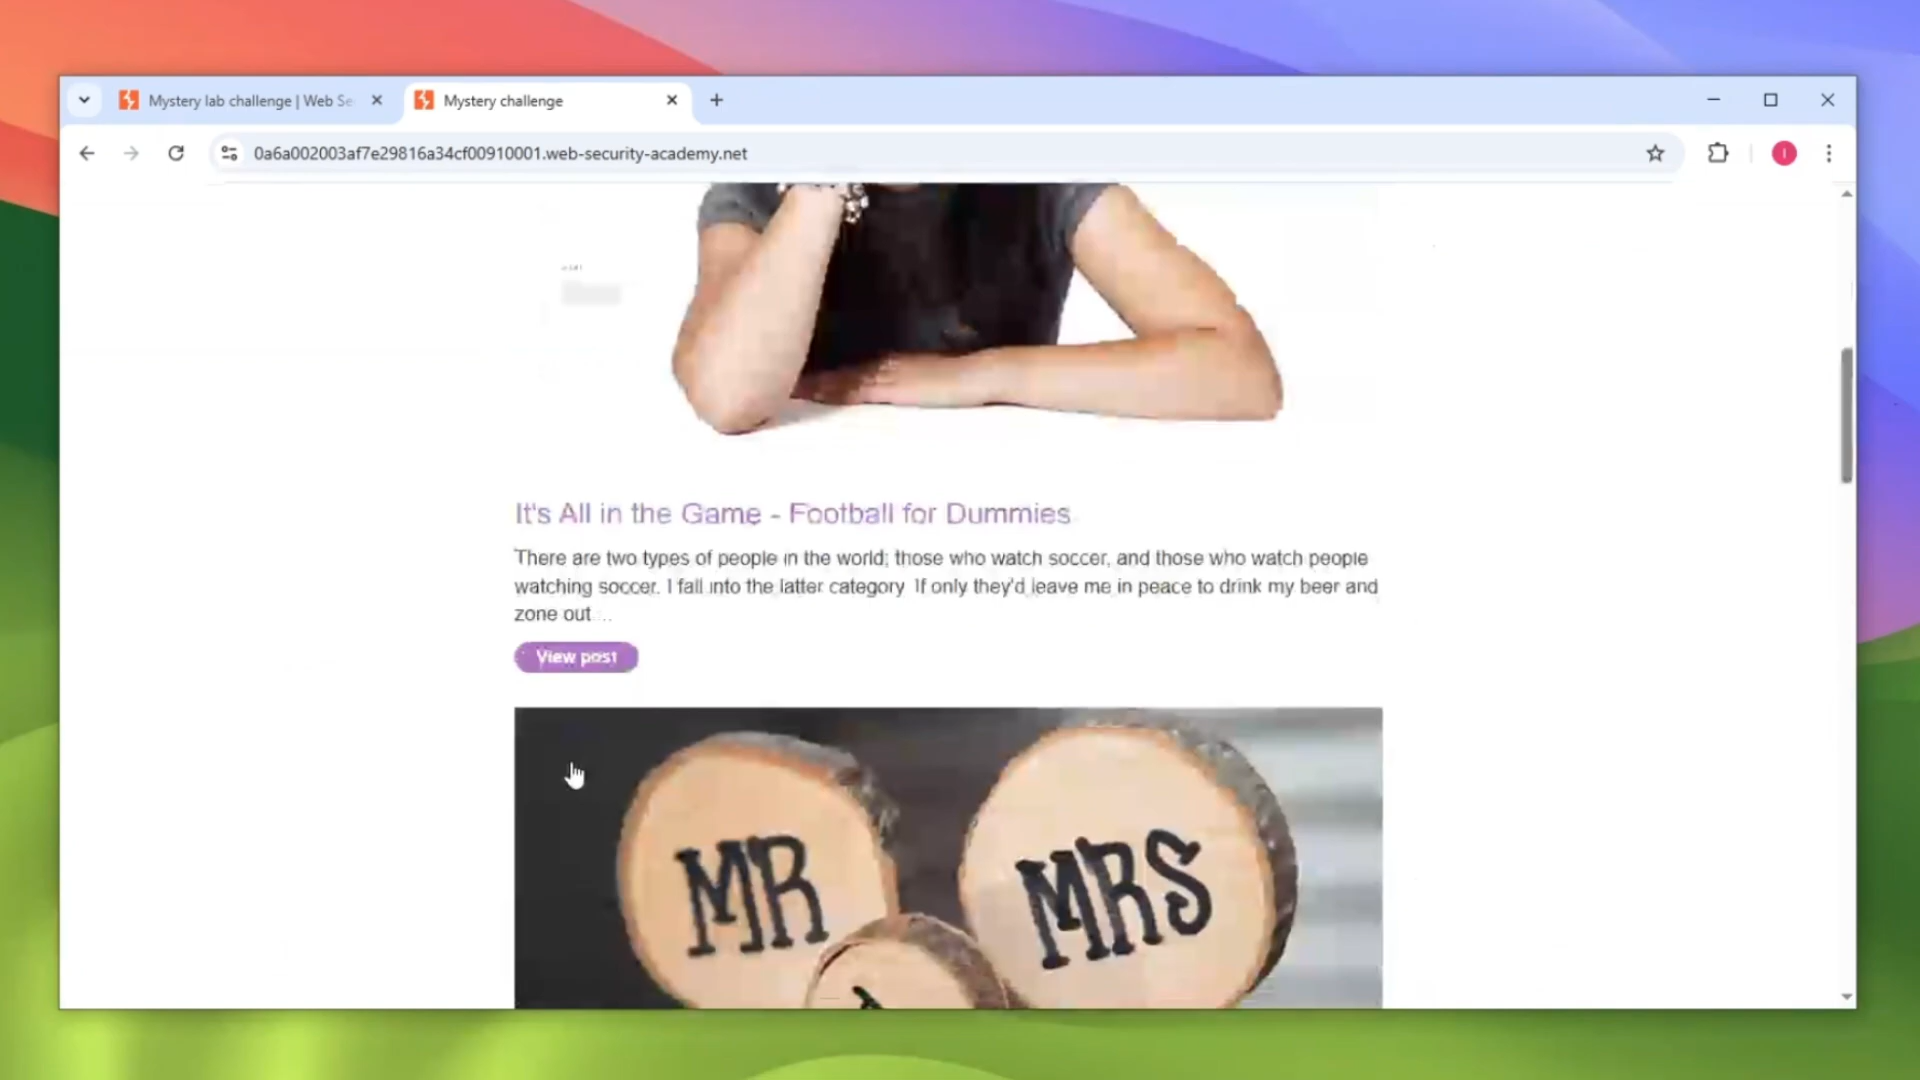 Mystery lab challenge | Web Se
Mystery challenge
0a6a002003af7e29816a34cf00910001.web-security-academy.net
I
It's All in the Game - Football for Dummies
There are two types of people in the world; those who watch soccer, and those who watch people
watching soccer. I fall into the latter category. If only they'd leave me in peace to drink my beer and
zone out...
View post
MR
MRS